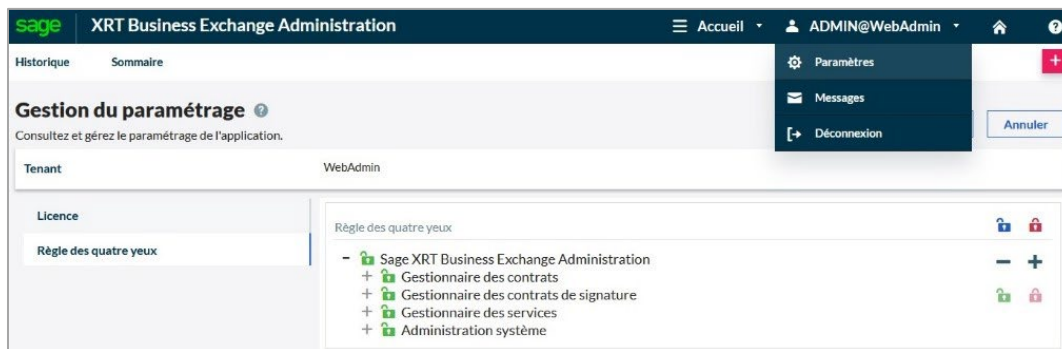 sage XRT Business Exchange Administration Accueil ADMIN@WebAdmin ?
Historique Sommaire Paramètres +
Messages
Gestion du paramétrage ? Annuler
Consultez et gérez le paramétrage de l'application. Déconnexion
Tenant WebAdmin
Licence
Règle des quatre yeux
Règle des quatre yeux
- Sage XRT Business Exchange Administration - +
+ Gestionnaire des contrats
+ Gestionnaire des contrats de signature
+ Gestionnaire des services
+ Administration système